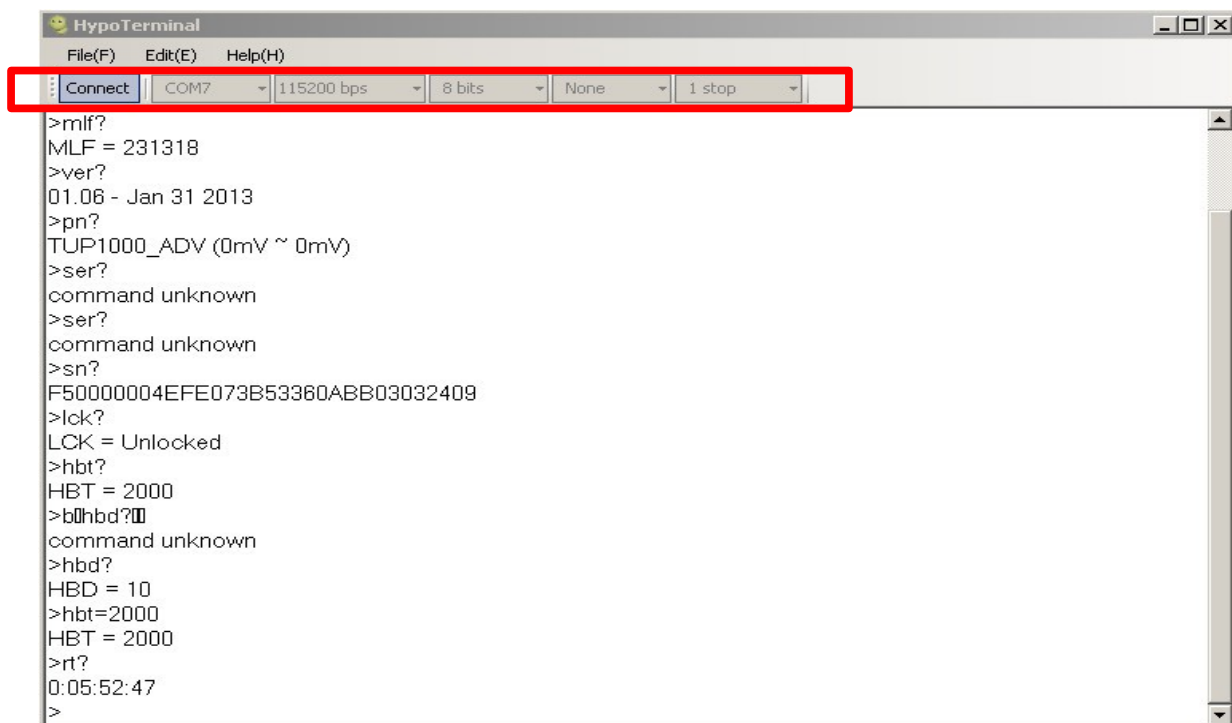 HypoTerminal
File(F) Edit(E) Help(H)
Connect COM7 115200 bps 8 bits None 1 stop
>mlf?
MLF = 231318
>ver?
01.06 - Jan 31 2013
>pn?
TUP1000_ADV (0mV ~ 0mV)
>ser?
command unknown
>ser?
command unknown
>sn?
F50000004EFE073B53360ABB03032409
>lck?
LCK = Unlocked
>hbt?
HBT = 2000
>b▯hbd?▯▯
command unknown
>hbd?
HBD = 10
>hbt=2000
HBT = 2000
>rt?
0:05:52:47
>